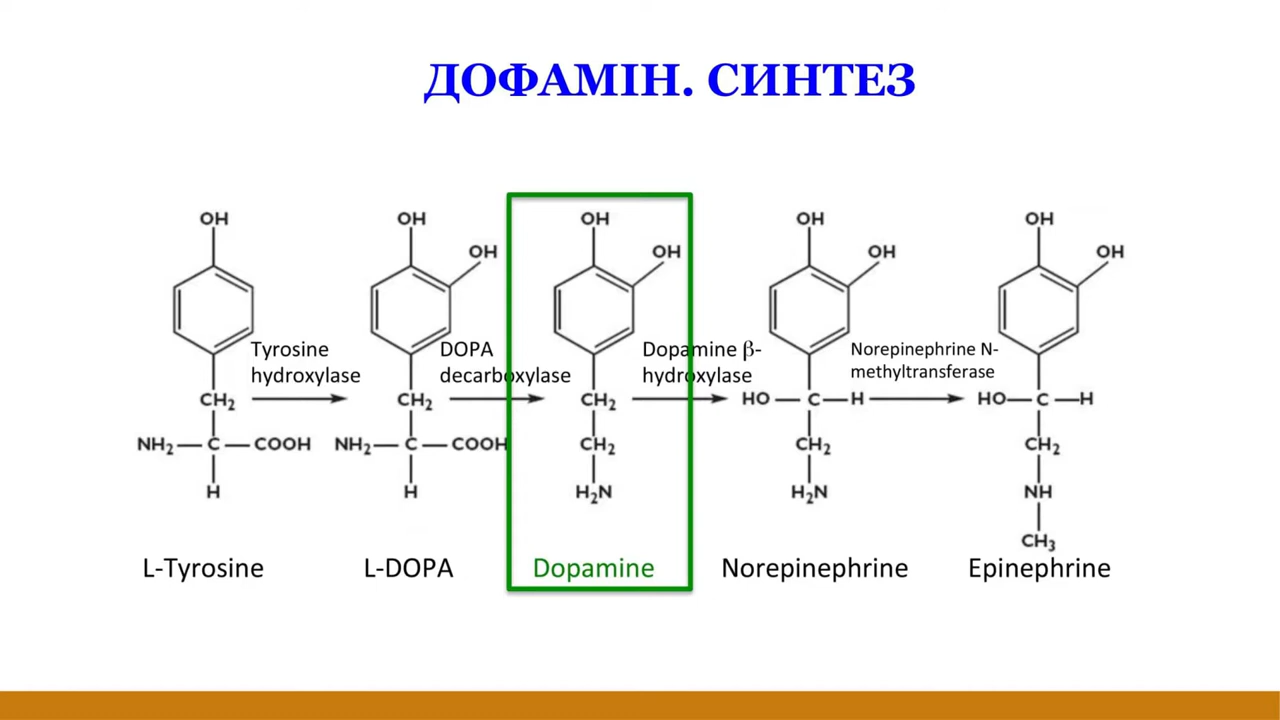 ДОФАМІН. СИНТЕЗ
OH
OH
OH
OH
OH
OH
OH
OH
OH
Tyrosine
hydroxylase
DOPA
decarboxylase
Dopamine β-
hydroxylase
Norepinephrine N-
methyltransferase
CH₂
CH₂
CH₂
HO—C—H
HO—C—H
NH₂—C—COOH
NH₂—C—COOH
CH₂
CH₂
CH₂
H
H
H₂N
H₂N
NH
CH₃
L-Tyrosine
L-DOPA
Dopamine
Norepinephrine
Epinephrine